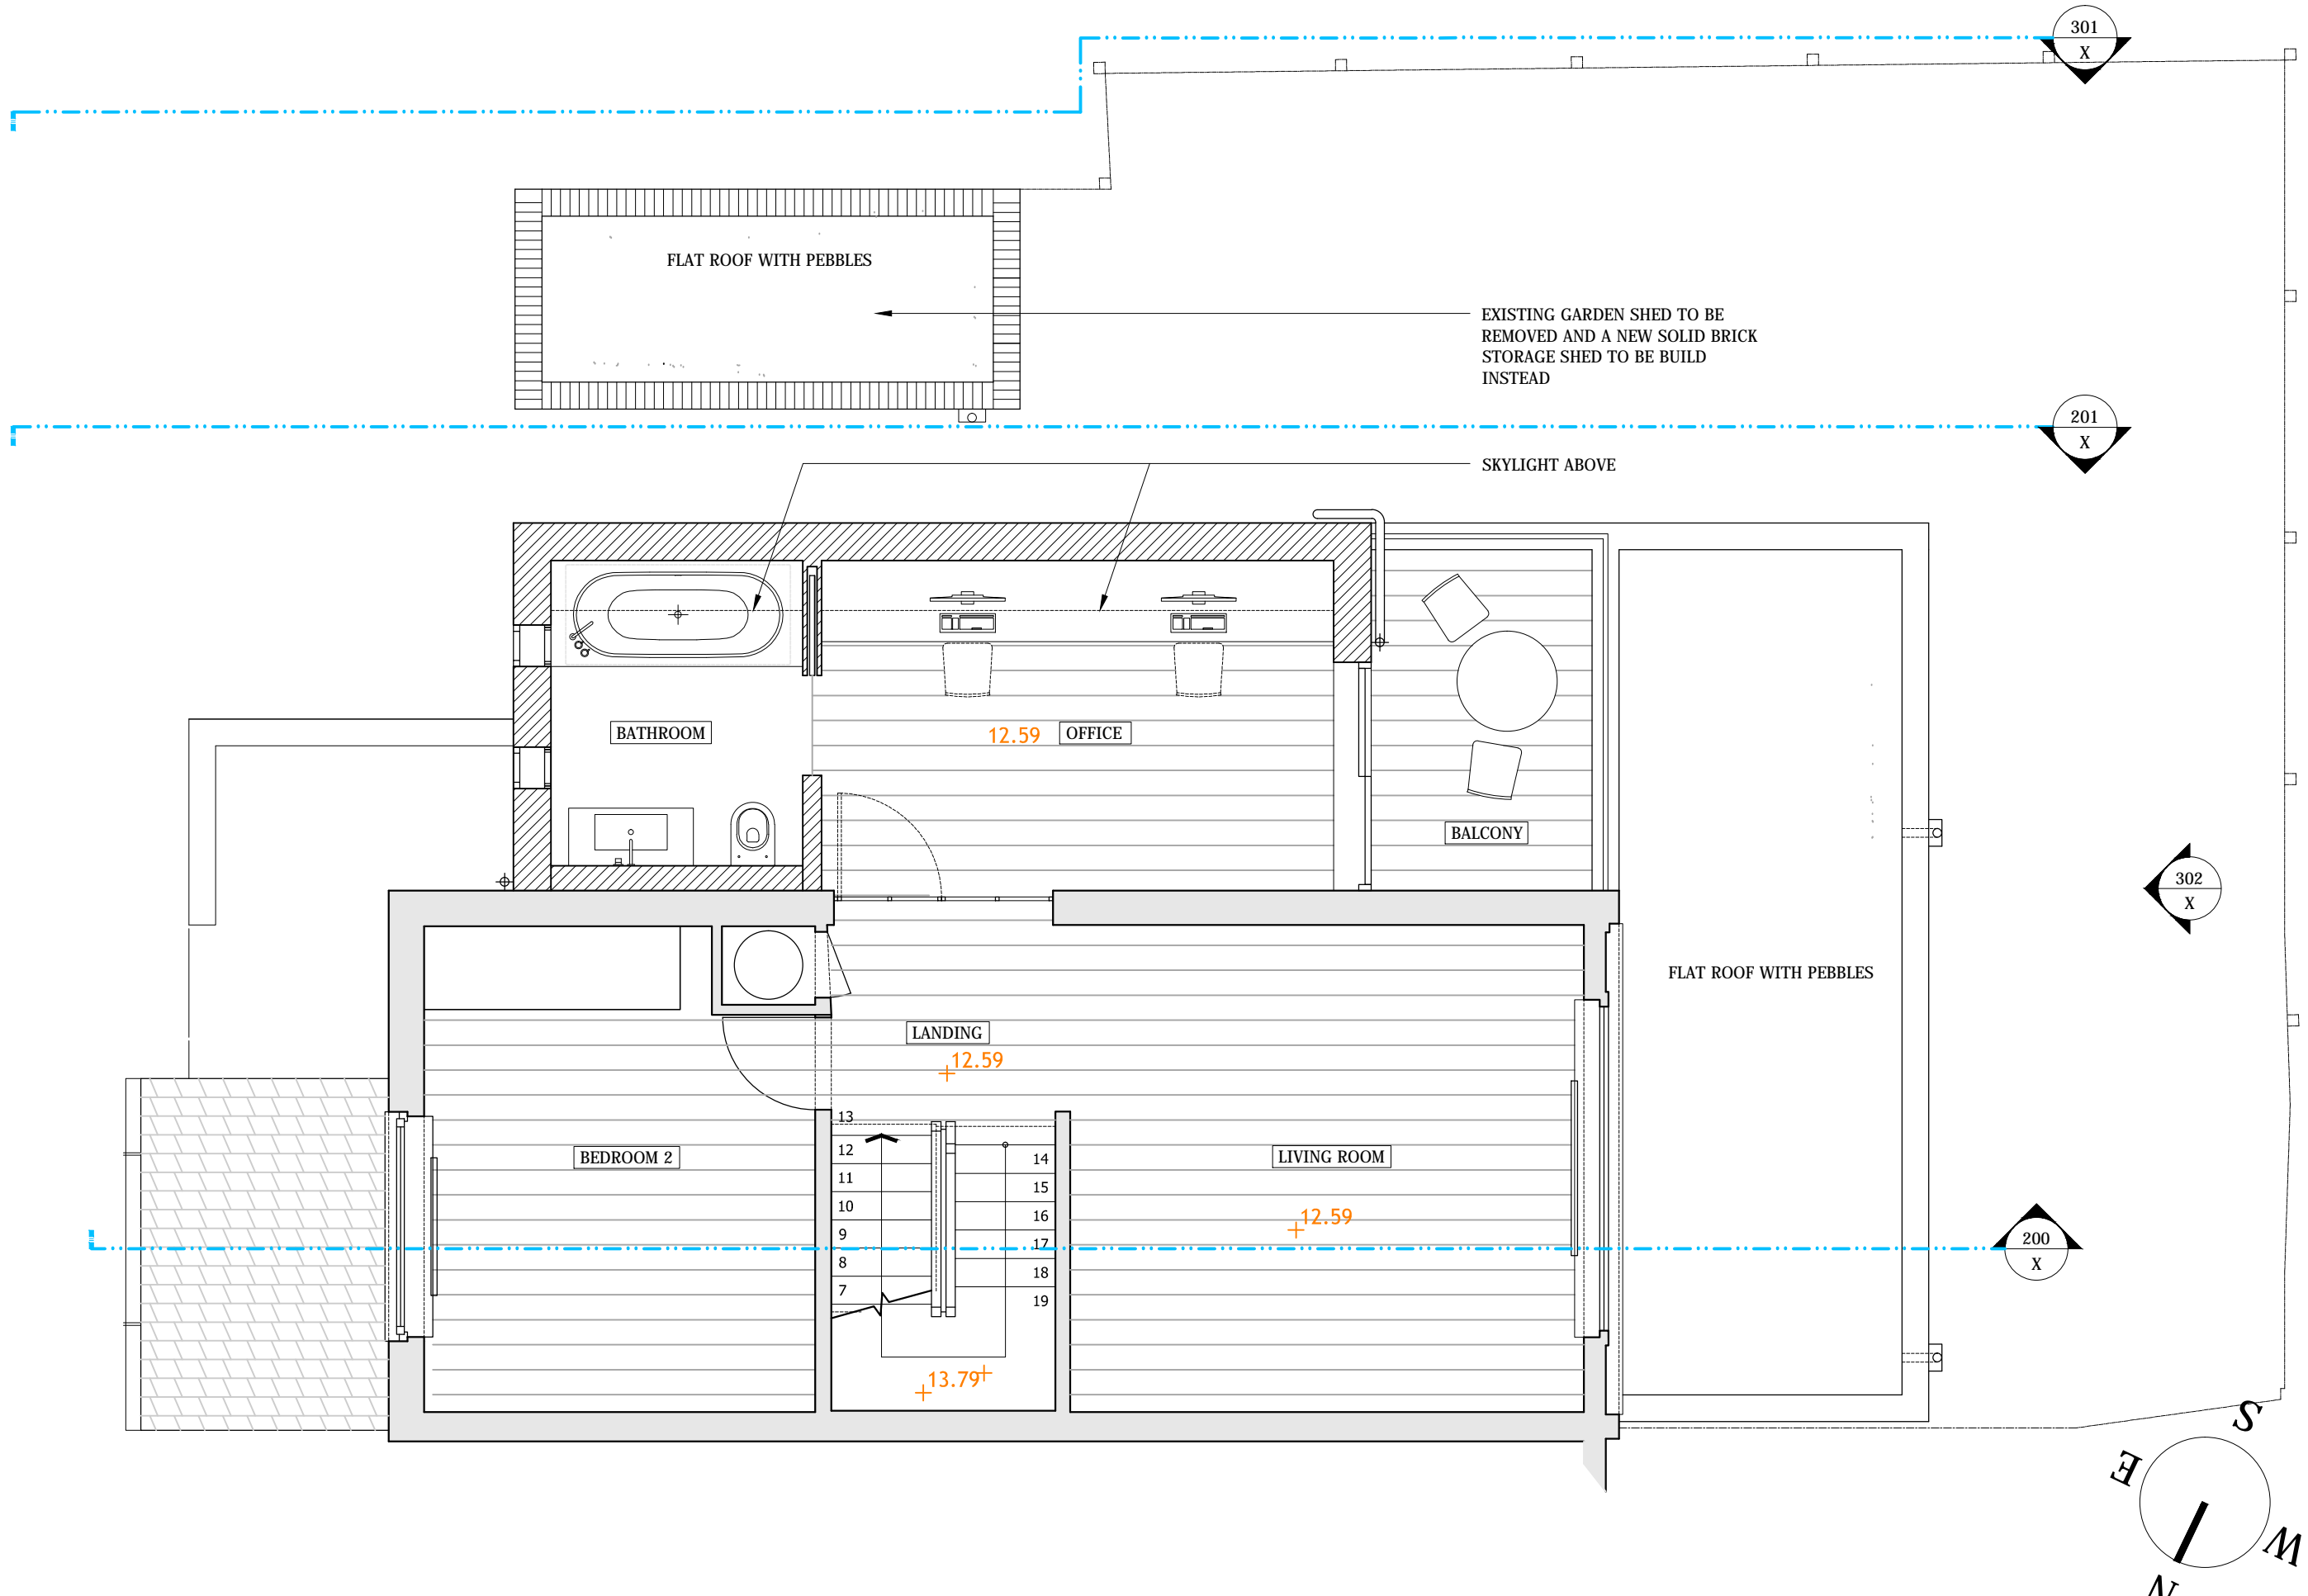 301
X
FLAT ROOF WITH PEBBLES
EXISTING GARDEN SHED TO BE
REMOVED AND A NEW SOLID BRICK
STORAGE SHED TO BE BUILD
INSTEAD
201
X
SKYLIGHT ABOVE
BATHROOM
12.59
OFFICE
BALCONY
302
X
FLAT ROOF WITH PEBBLES
LANDING
12.59
13
12
11
10
9
8
7
14
15
16
17
18
19
BEDROOM 2
LIVING ROOM
12.59
200
X
13.79
S
E
W
N